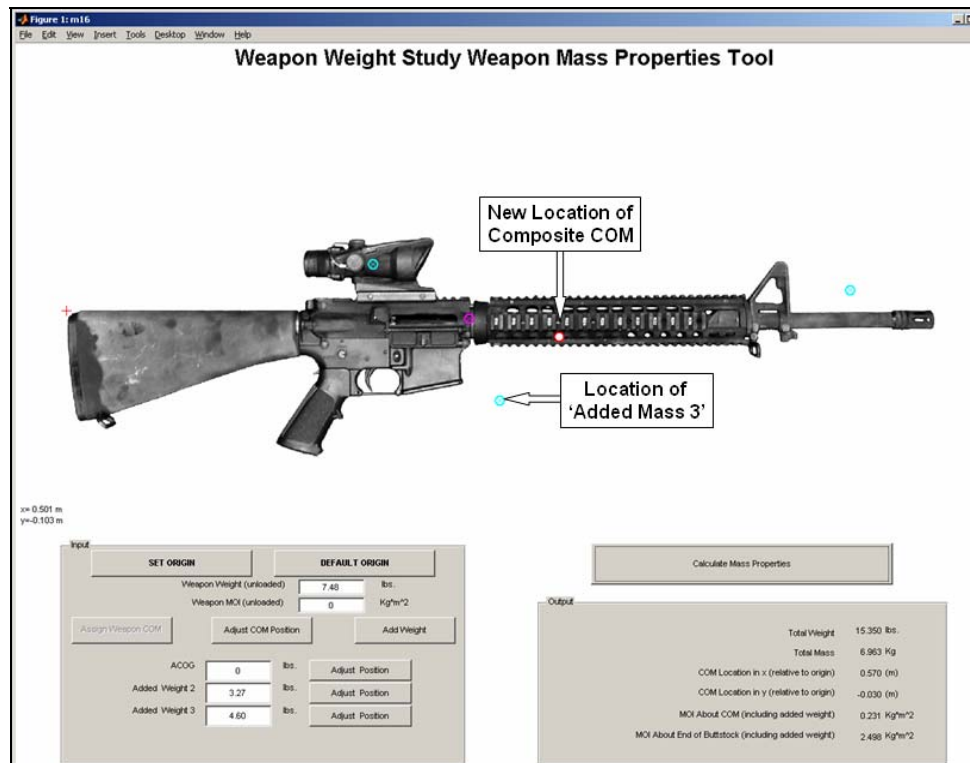 Figure 1: m16
File Edit View Insert Tools Desktop Window Help
Weapon Weight Study Weapon Mass Properties Tool
New Location of
Composite COM
Location of
'Added Mass 3'
x= 0.501 m
y=-0.103 m
Input
SET ORIGIN DEFAULT ORIGIN
Weapon Weight (unloaded) 7.48 lbs.
Weapon MOI (unloaded) 0 Kg*m^2
Assign Weapon COM Adjust COM Position Add Weight
ACOG 0 lbs. Adjust Position
Added Weight 2 3.27 lbs. Adjust Position
Added Weight 3 4.60 lbs. Adjust Position
Calculate Mass Properties
Output
Total Weight 15.350 lbs.
Total Mass 6.963 Kg
COM Location in x (relative to origin) 0.570 (m)
COM Location in y (relative to origin) -0.030 (m)
MOI About COM (including added weight) 0.231 Kg*m^2
MOI About End of Buttstock (including added weight) 2.498 Kg*m^2